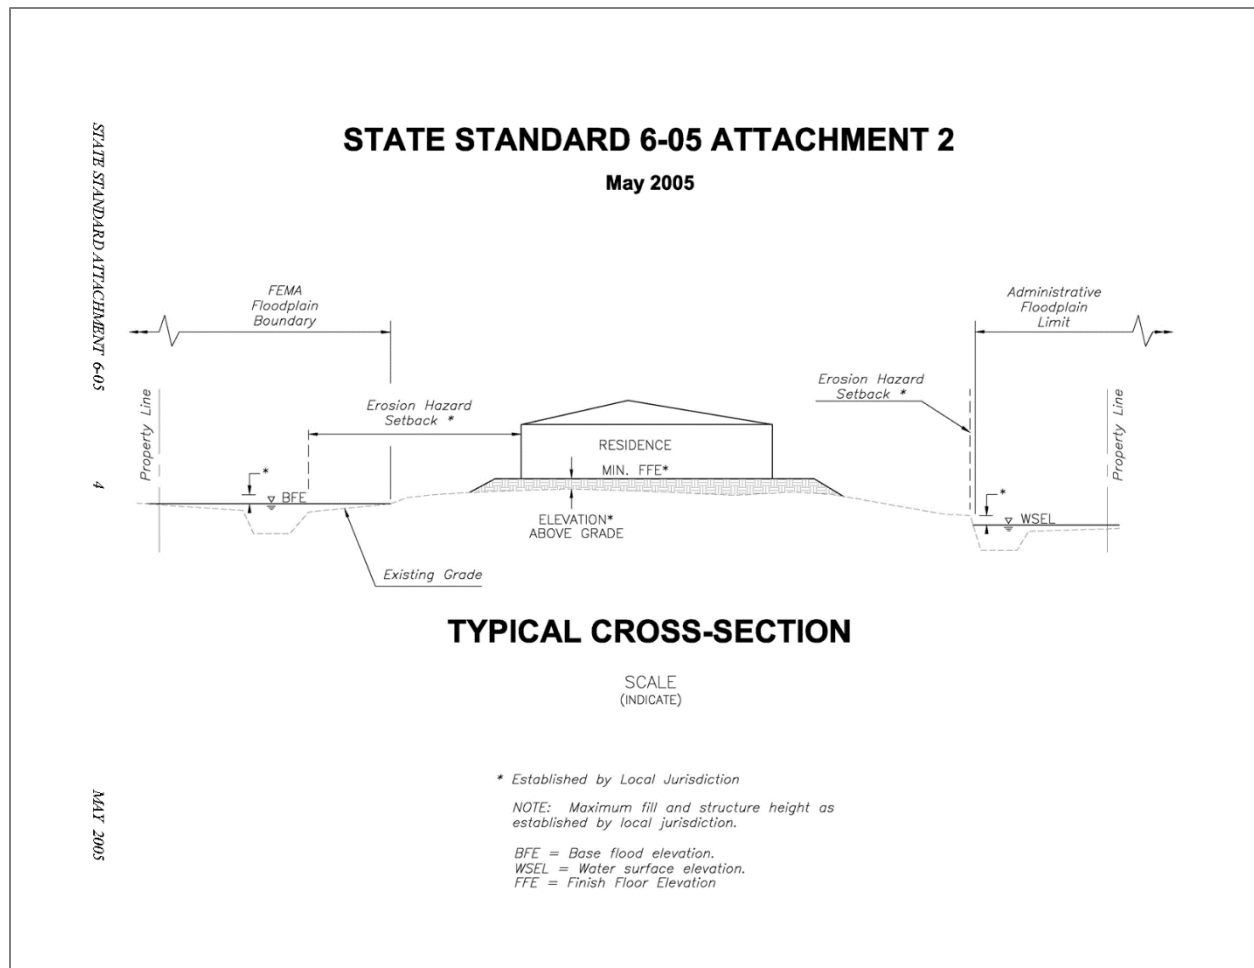 STATE STANDARD 6-05 ATTACHMENT 2
May 2005
STATE STANDARD ATTACHMENT 6-05
4
MAY 2005
FEMA
Floodplain
Boundary
Administrative
Floodplain
Limit
Property Line
Erosion Hazard
Setback *
Erosion Hazard
Setback *
Property Line
RESIDENCE
MIN. FFE*
*
BFE
ELEVATION*
ABOVE GRADE
*
WSEL
Existing Grade
TYPICAL CROSS-SECTION
SCALE
(INDICATE)
* Established by Local Jurisdiction
NOTE: Maximum fill and structure height as
established by local jurisdiction.
BFE = Base flood elevation.
WSEL = Water surface elevation.
FFE = Finish Floor Elevation